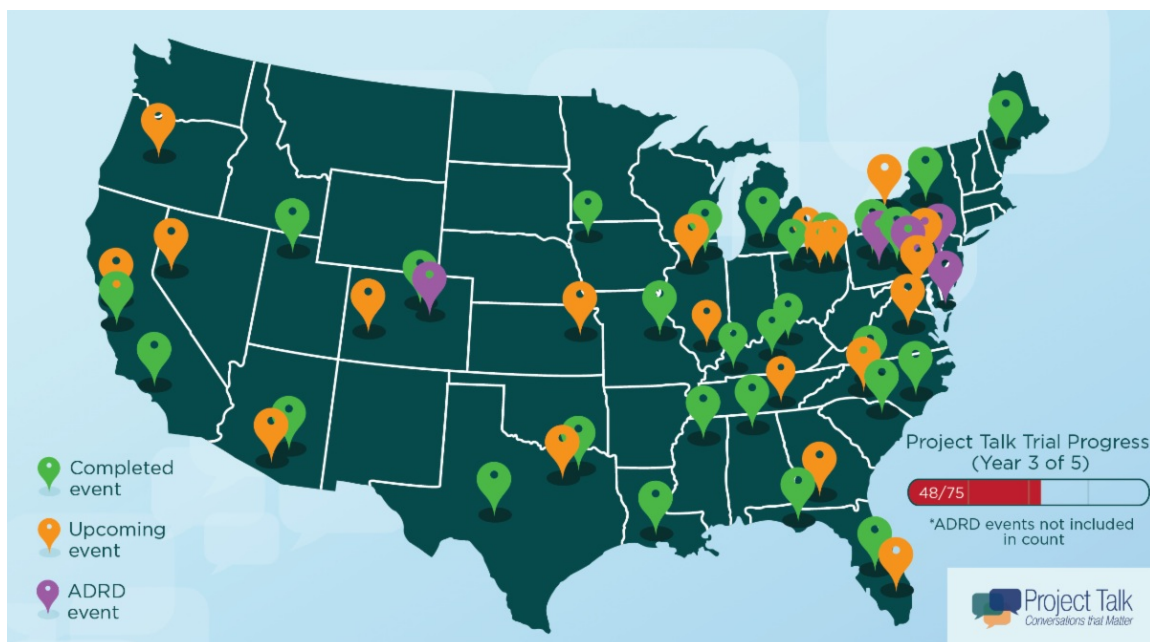 Completed
event
Upcoming
event
ADRD
event
Project Talk Trial Progress
(Year 3 of 5)
48/75
*ADRD events not included
in count
Project Talk
Conversations that Matter